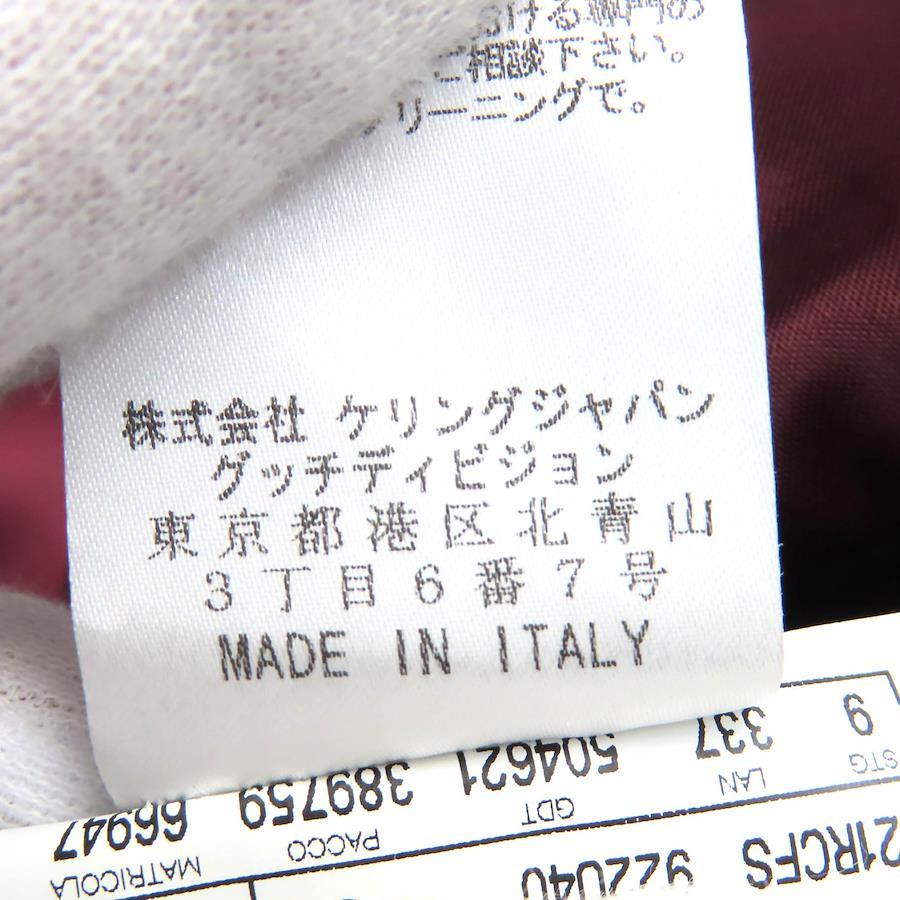 ご相談下さい。
リーニングで。
株式会社 ケリングジャパン
グッチディビジョン
東京都港区北青山
3丁目6番7号
MADE IN ITALY
STG LAN GDT PACCO MATRICOLA
9 337 504621 389759 66947
21RCFS 922040